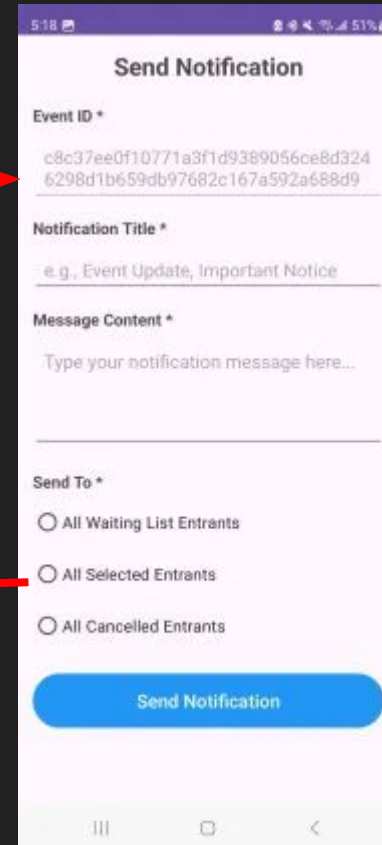 5:18
51%
Send Notification
Event ID *
c8c37ee0f10771a3f1d9389056ce8d324
6298d1b659db97682c167a592a688d9
Notification Title *
e.g., Event Update, Important Notice
Message Content *
Type your notification message here...
Send To *
All Waiting List Entrants
All Selected Entrants
All Cancelled Entrants
Send Notification